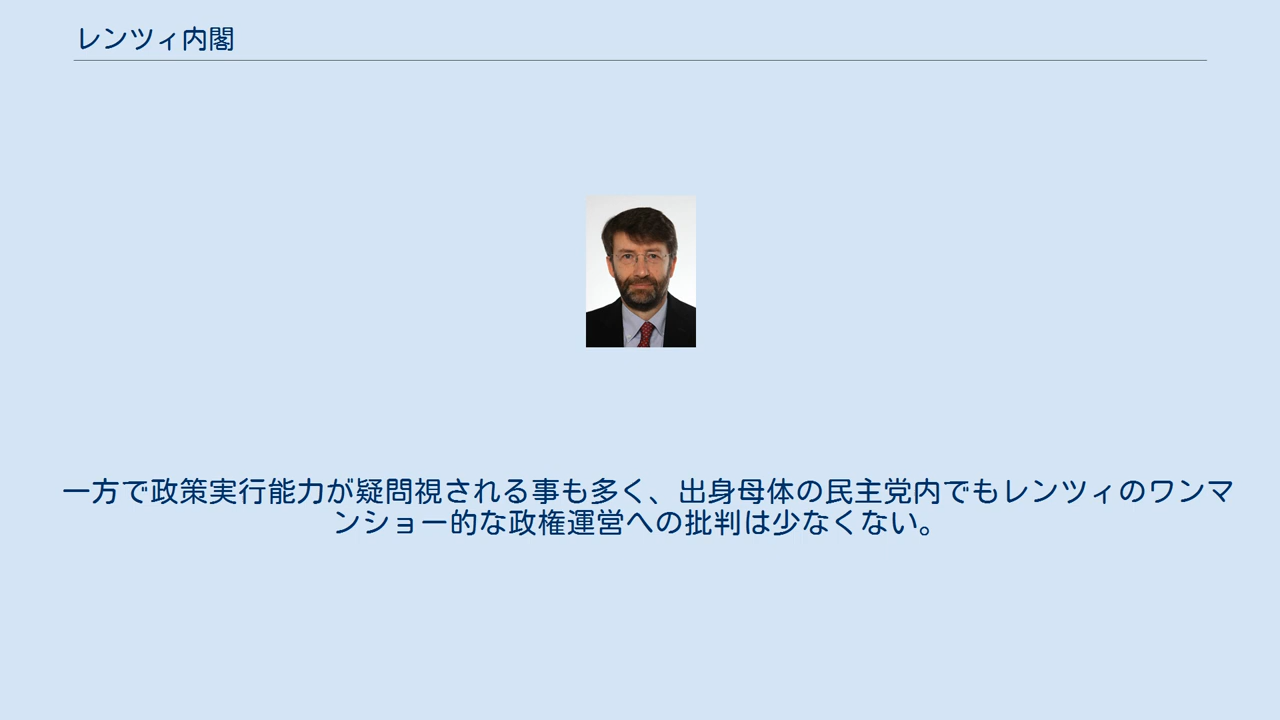 レンツィ内閣
一方で政策実行能力が疑問視される事も多く、出身母体の民主党内でもレンツィのワンマ
ンショー的な政権運営への批判は少なくない。